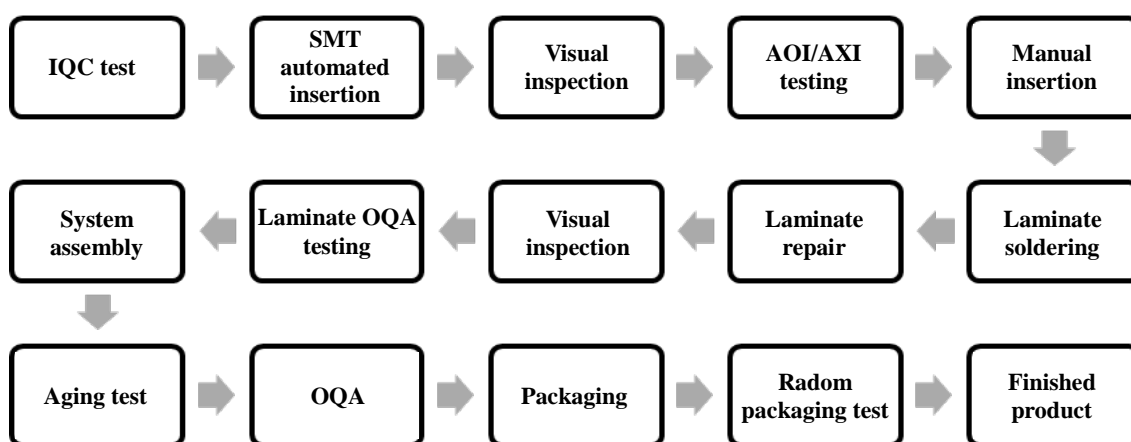 IQC test
SMT
automated
insertion
Visual
inspection
AOI/AXI
testing
Manual
insertion
Laminate
soldering
Laminate
repair
Visual
inspection
Laminate OQA
testing
System
assembly
Aging test
OQA
Packaging
Radom
packaging test
Finished
product